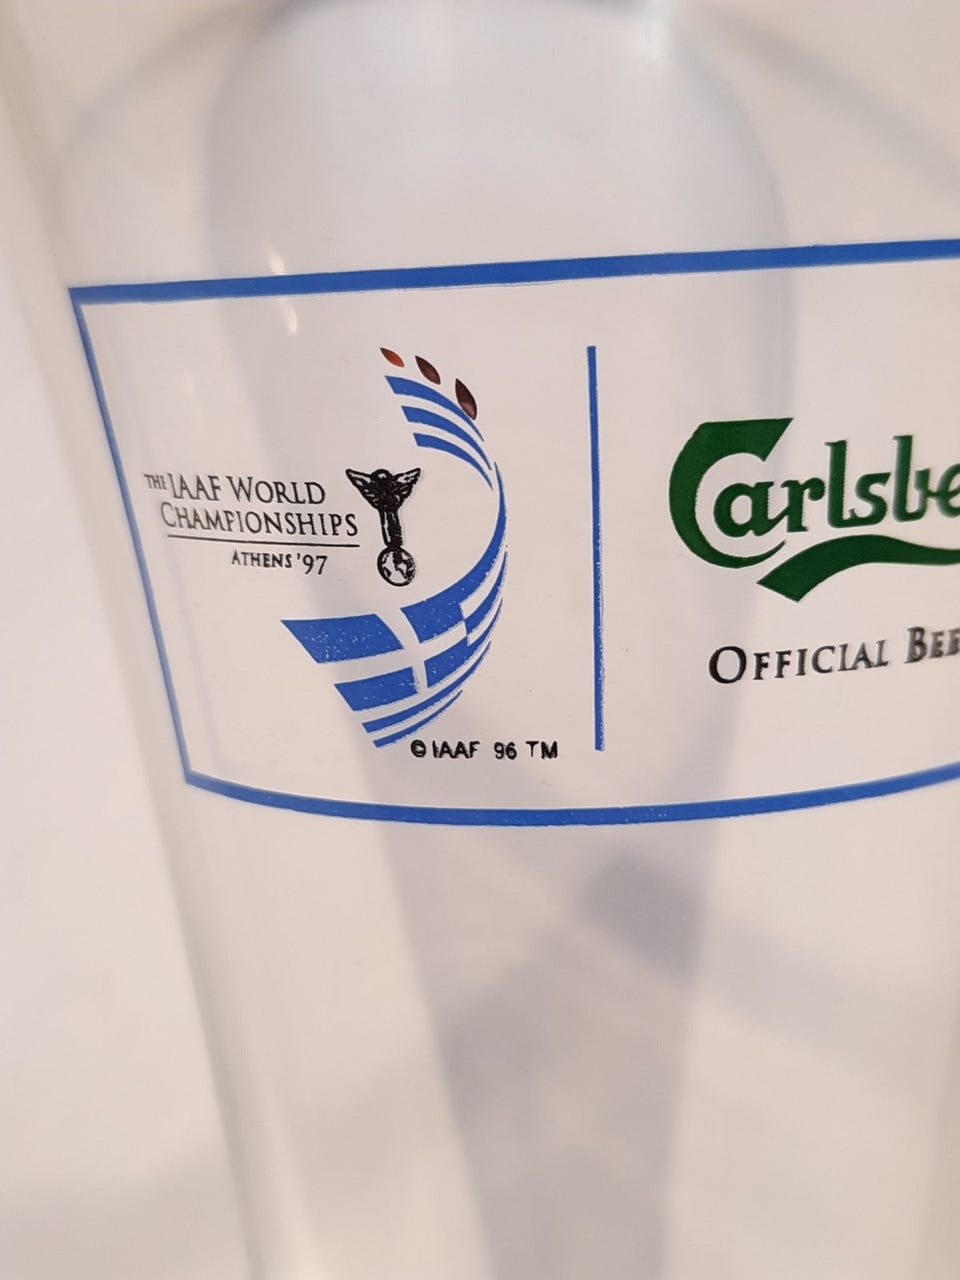 THE IAAF WORLD
CHAMPIONSHIPS
ATHENS '97
© IAAF 96 TM
Carlsbe
OFFICIAL BEE